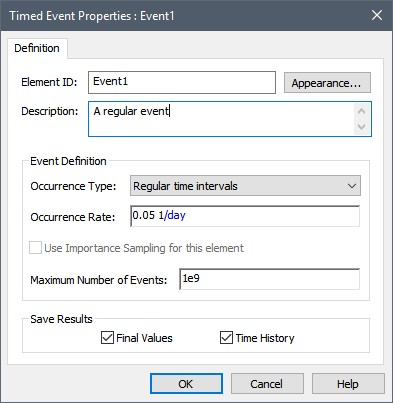 Timed Event Properties : Event1
Definition
Element ID: Event1 Appearance...
Description: A regular event
Event Definition
Occurrence Type: Regular time intervals
Occurrence Rate: 0.05 1/day
Use Importance Sampling for this element
Maximum Number of Events: 1e9
Save Results
Final Values Time History
OK Cancel Help